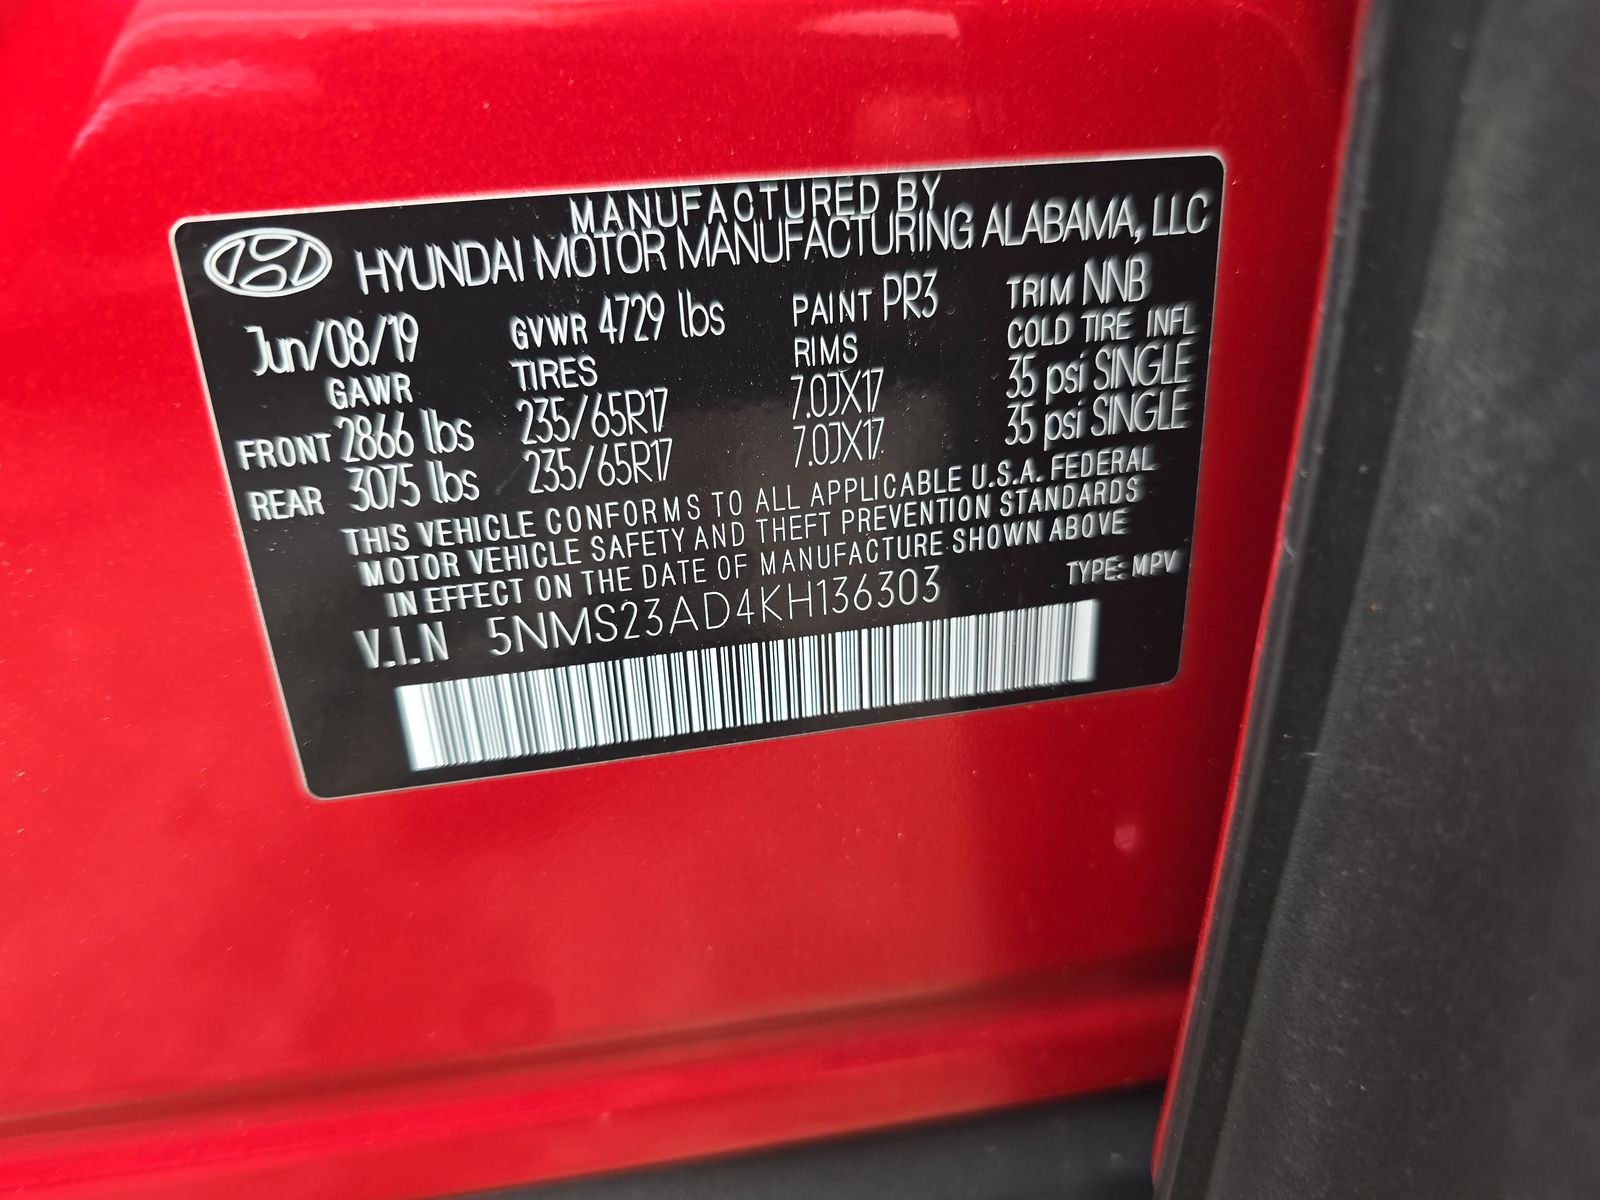 MANUFACTURED BY
HYUNDAI MOTOR MANUFACTURING ALABAMA, LLC
Jun/08/19 GVWR 4729 lbs PAINT PR3 TRIM NNB
GAWR TIRES RIMS COLD TIRE INFL
FRONT 2866 lbs 235/65R17 7.0JX17 35 psi SINGLE
REAR 3075 lbs 235/65R17 7.0JX17 35 psi SINGLE
THIS VEHICLE CONFORMS TO ALL APPLICABLE U.S.A. FEDERAL
MOTOR VEHICLE SAFETY AND THEFT PREVENTION STANDARDS
IN EFFECT ON THE DATE OF MANUFACTURE SHOWN ABOVE
V.I.N 5NMS23AD4KH136303 TYPE: MPV